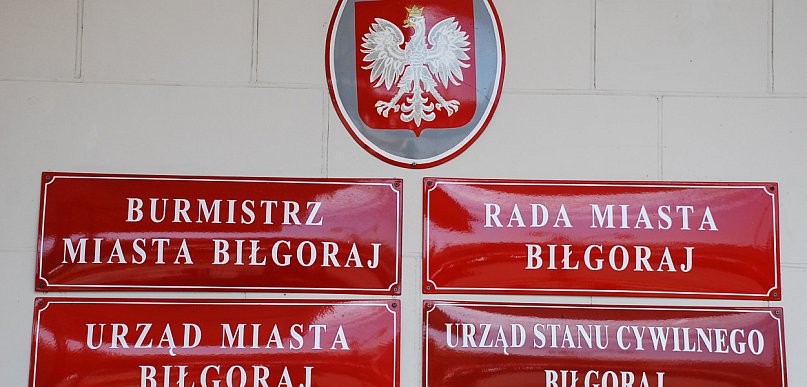 BURMISTRZ
MIASTA BIŁGORAJ
RADA MIASTA
BIŁGORAJ
URZĄD MIASTA
BIŁGORAJ
URZĄD STANU CYWILNEGO
BIŁGORAJ